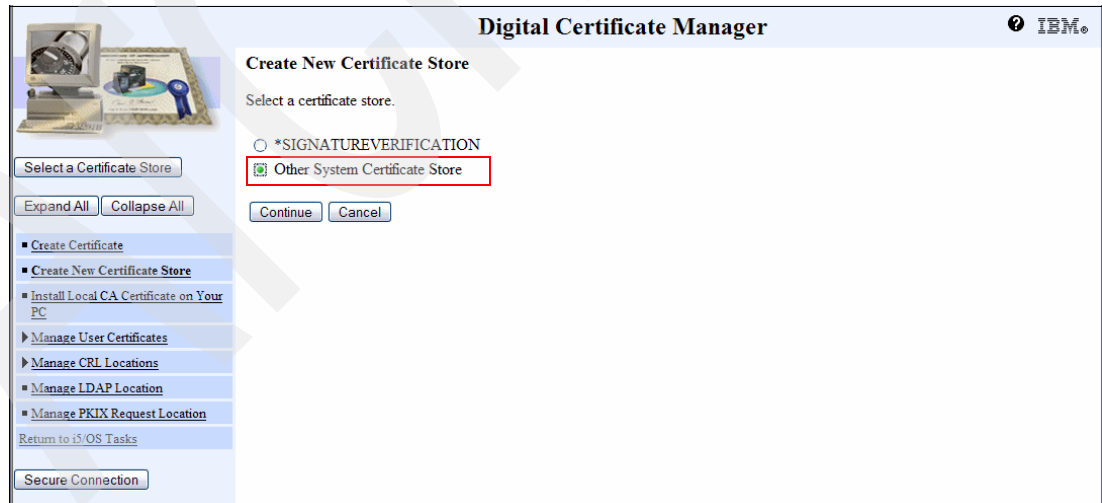 Digital Certificate Manager
IBM®
Create New Certificate Store
Select a certificate store.
*SIGNATUREVERIFICATION
Other System Certificate Store
Continue
Cancel
Select a Certificate Store
Expand All
Collapse All
Create Certificate
Create New Certificate Store
Install Local CA Certificate on Your
PC
Manage User Certificates
Manage CRL Locations
Manage LDAP Location
Manage PKIX Request Location
Return to i5/OS Tasks
Secure Connection